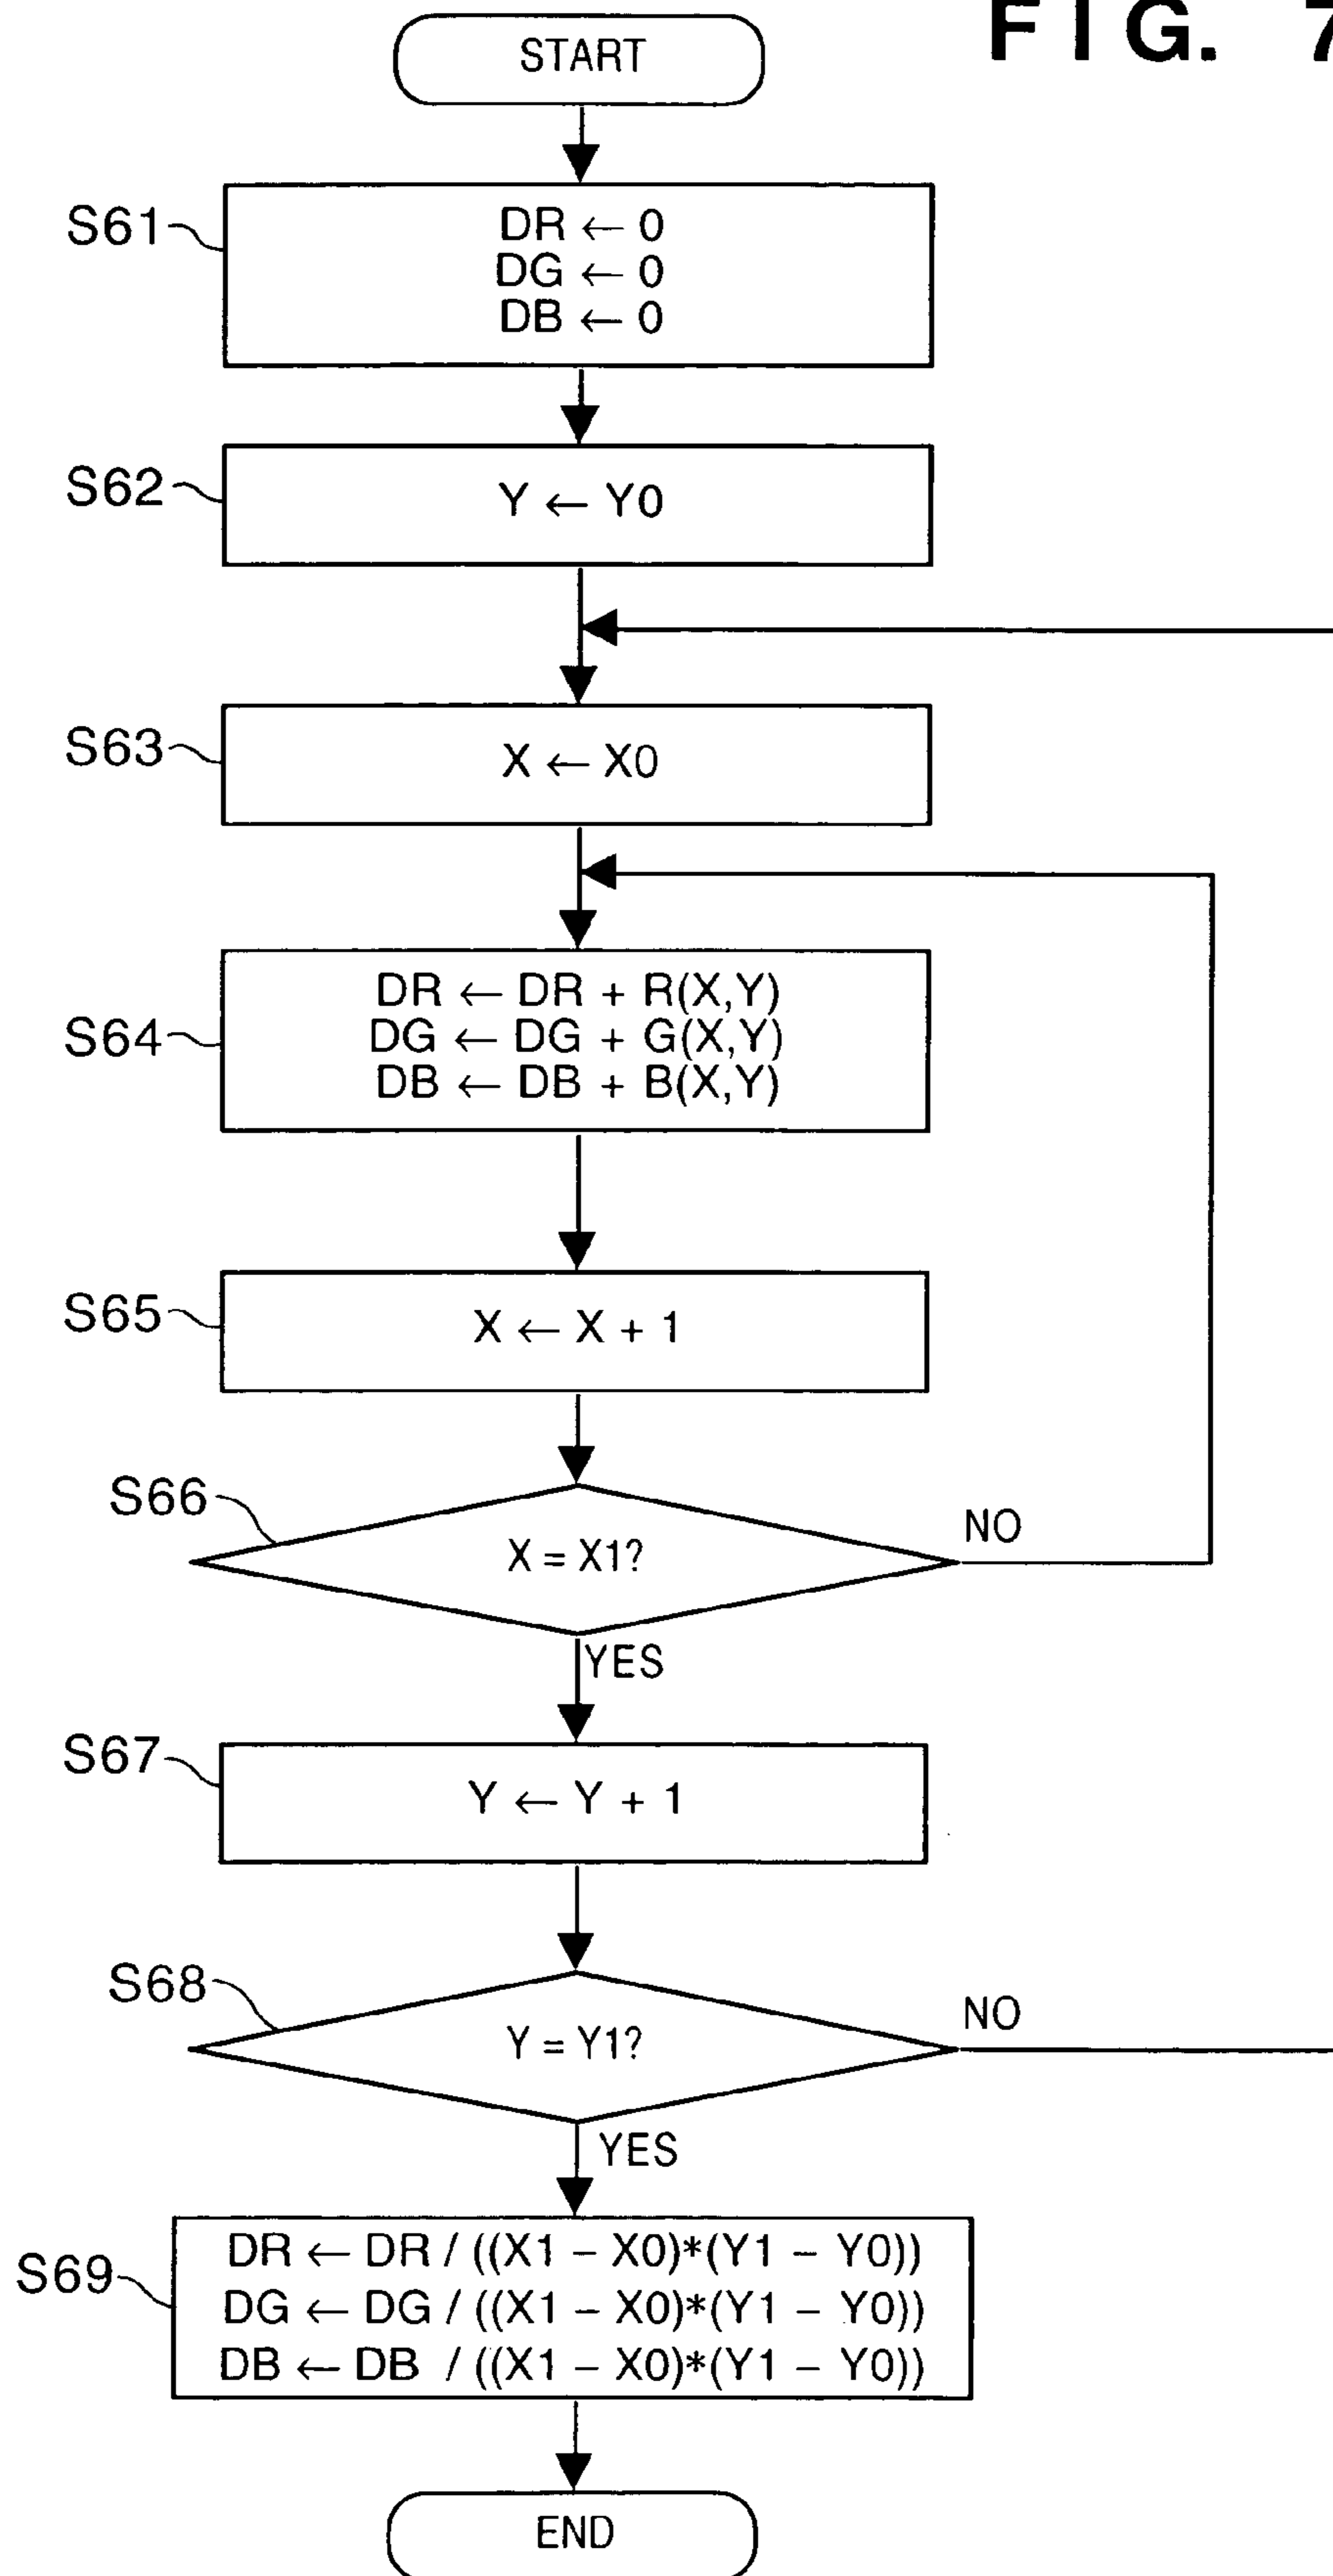 FIG. 7
START
S61
DR ← 0
DG ← 0
DB ← 0
S62
Y ← Y0
S63
X ← X0
S64
DR ← DR + R(X,Y)
DG ← DG + G(X,Y)
DB ← DB + B(X,Y)
S65
X ← X + 1
S66
X = X1?
NO
YES
S67
Y ← Y + 1
S68
Y = Y1?
NO
YES
S69
DR ← DR / ((X1 – X0)*(Y1 – Y0))
DG ← DG / ((X1 – X0)*(Y1 – Y0))
DB ← DB / ((X1 – X0)*(Y1 – Y0))
END